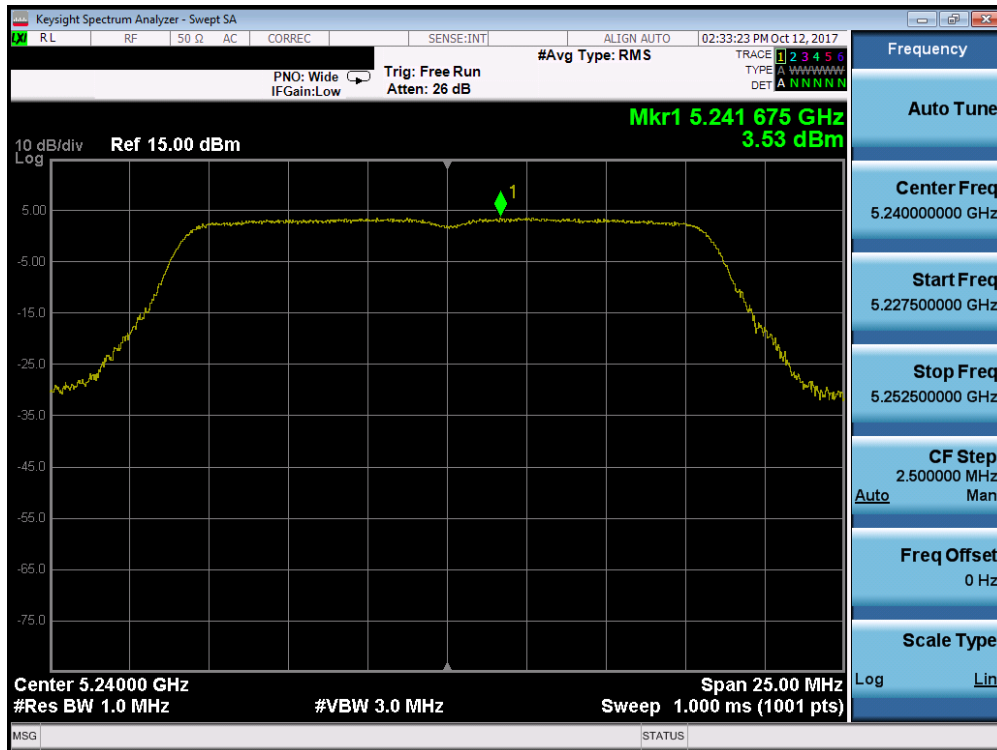 Keysight Spectrum Analyzer - Swept SA
LXI RL RF 50 Ω AC CORREC SENSE:INT ALIGN AUTO 02:33:23 PM Oct 12, 2017
#Avg Type: RMS TRACE 1 2 3 4 5 6
PNO: Wide Trig: Free Run TYPE A WWWWW
IFGain:Low Atten: 26 dB DET A N N N N N
Mkr1 5.241 675 GHz
3.53 dBm
10 dB/div Ref 15.00 dBm
Log
1
5.00
-5.00
-15.0
-25.0
-35.0
-45.0
-55.0
-65.0
-75.0
Center 5.24000 GHz Span 25.00 MHz
#Res BW 1.0 MHz #VBW 3.0 MHz Sweep 1.000 ms (1001 pts)
MSG STATUS
Frequency
Auto Tune
Center Freq
5.240000000 GHz
Start Freq
5.227500000 GHz
Stop Freq
5.252500000 GHz
CF Step
2.500000 MHz
Auto Man
Freq Offset
0 Hz
Scale Type
Log Lin